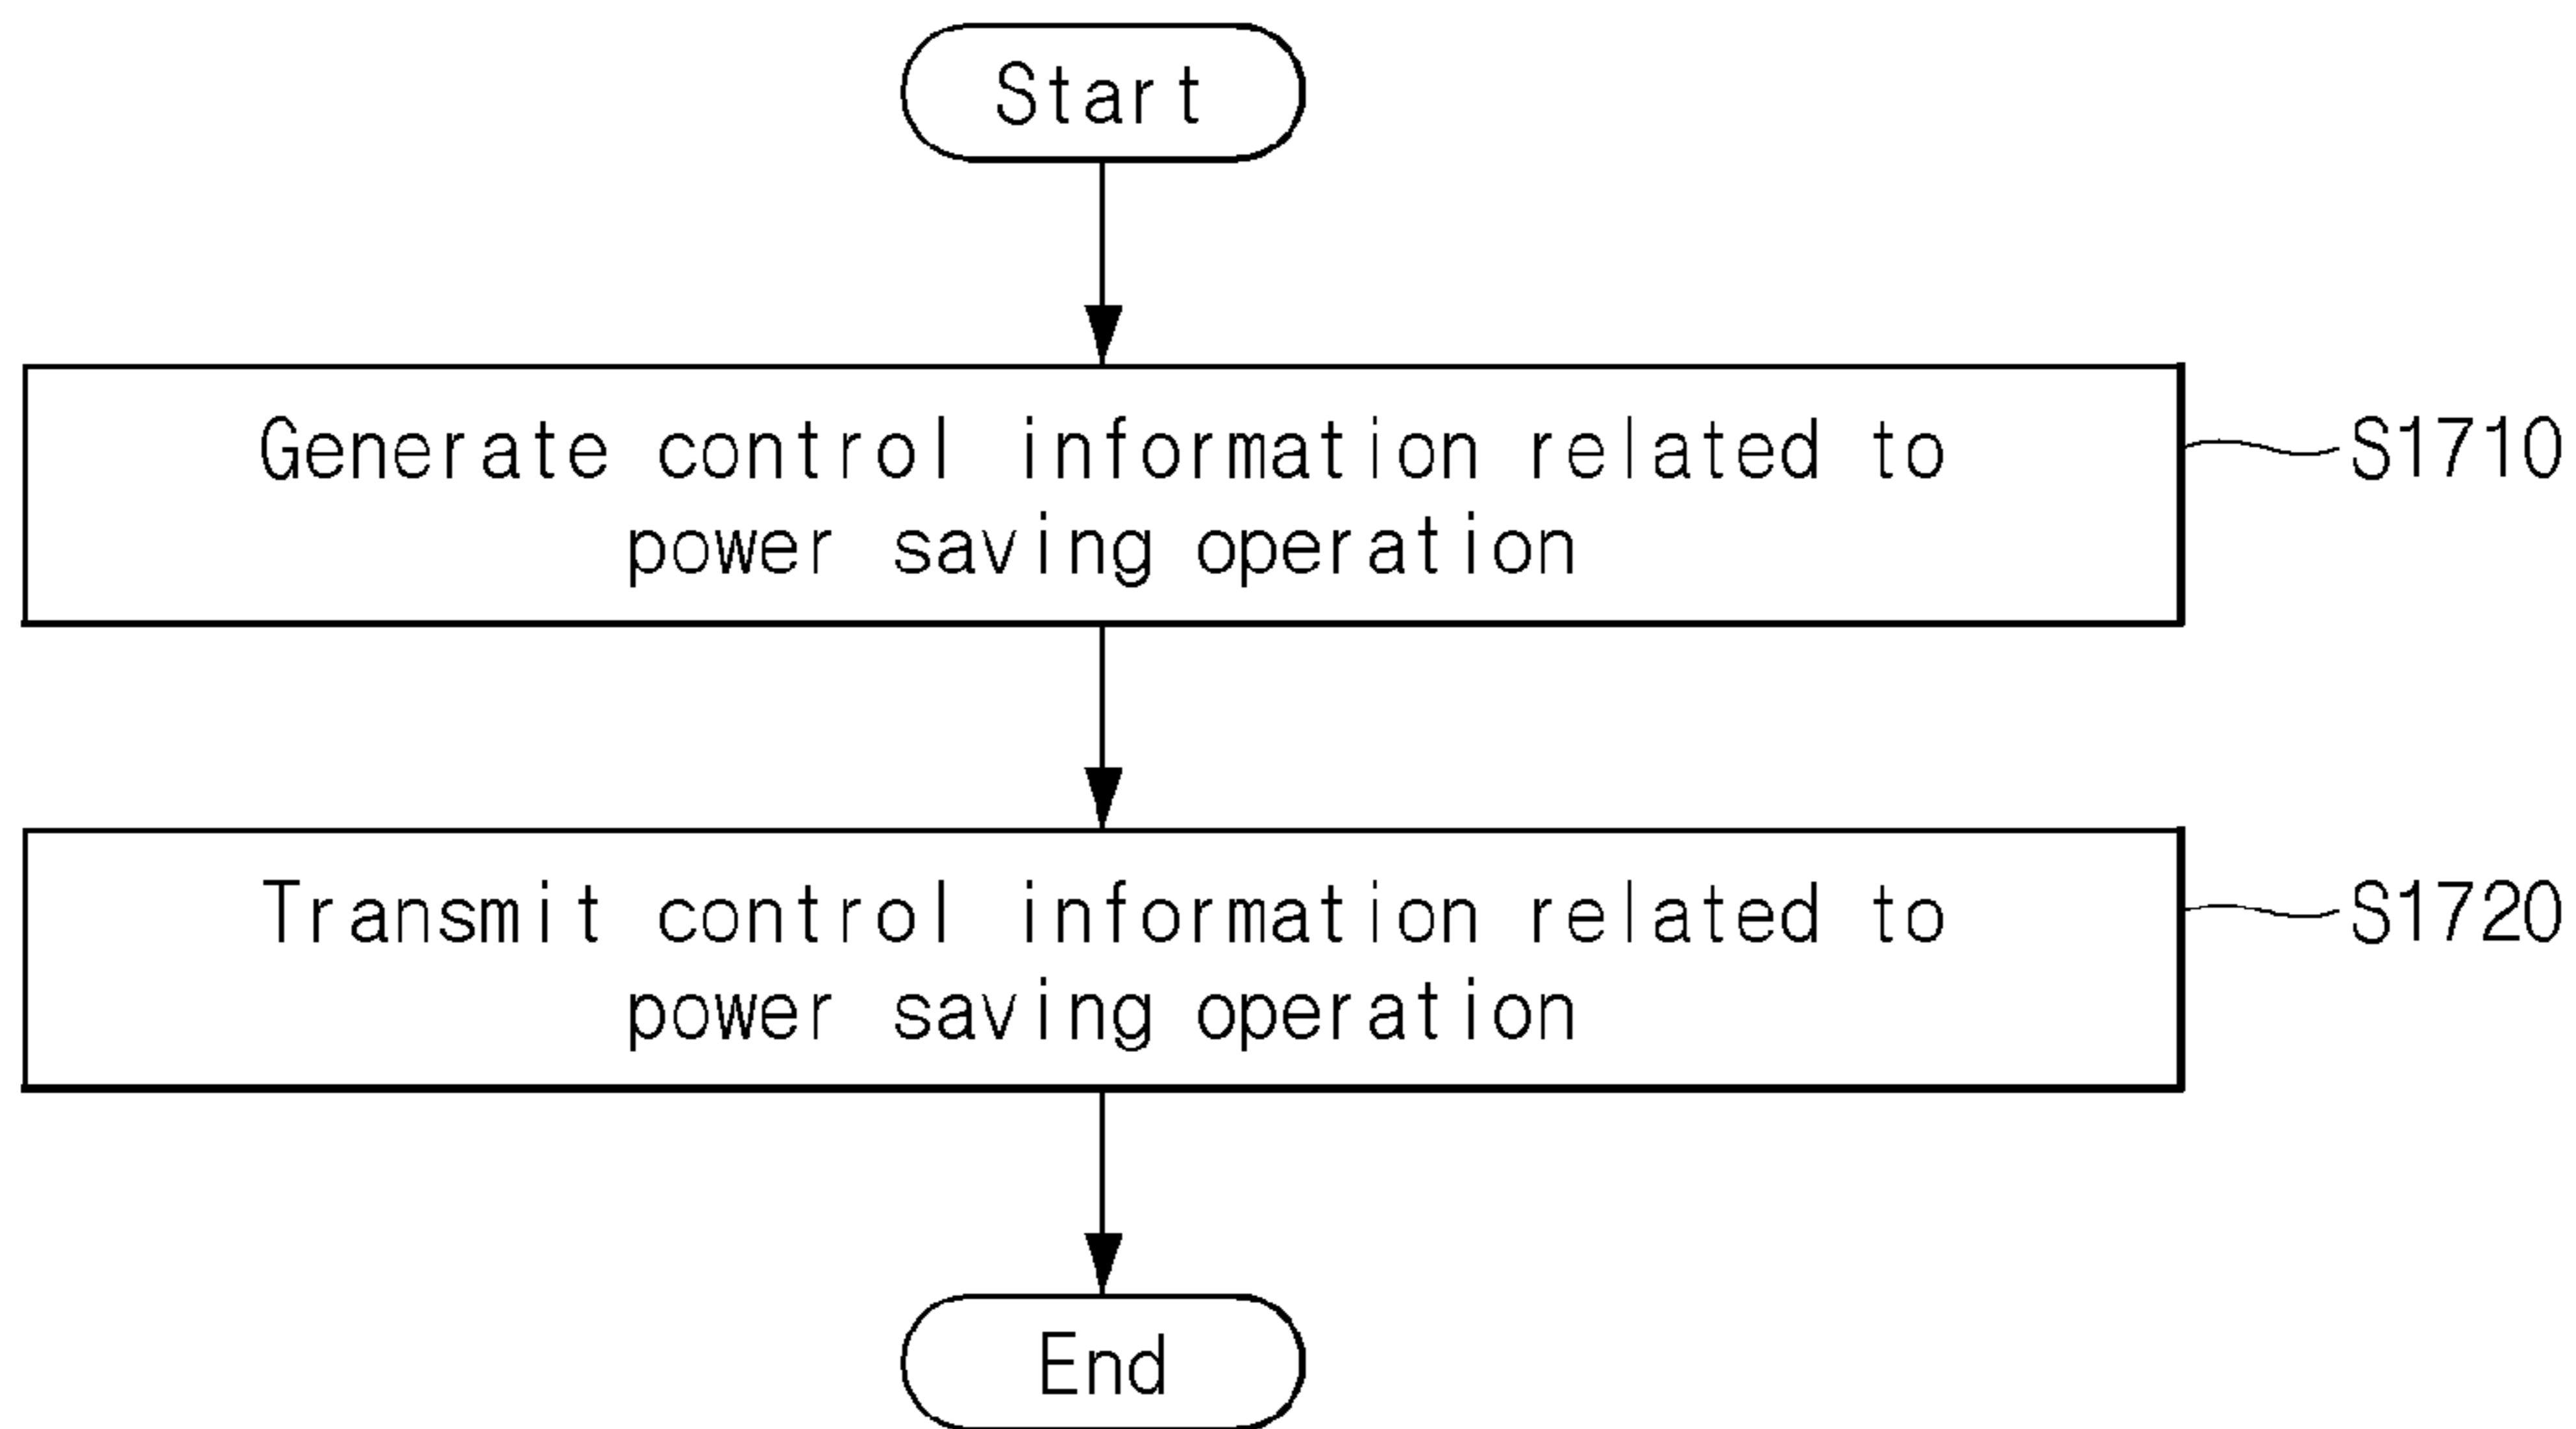 Start
Generate control information related to
power saving operation
S1710
Transmit control information related to
power saving operation
S1720
End